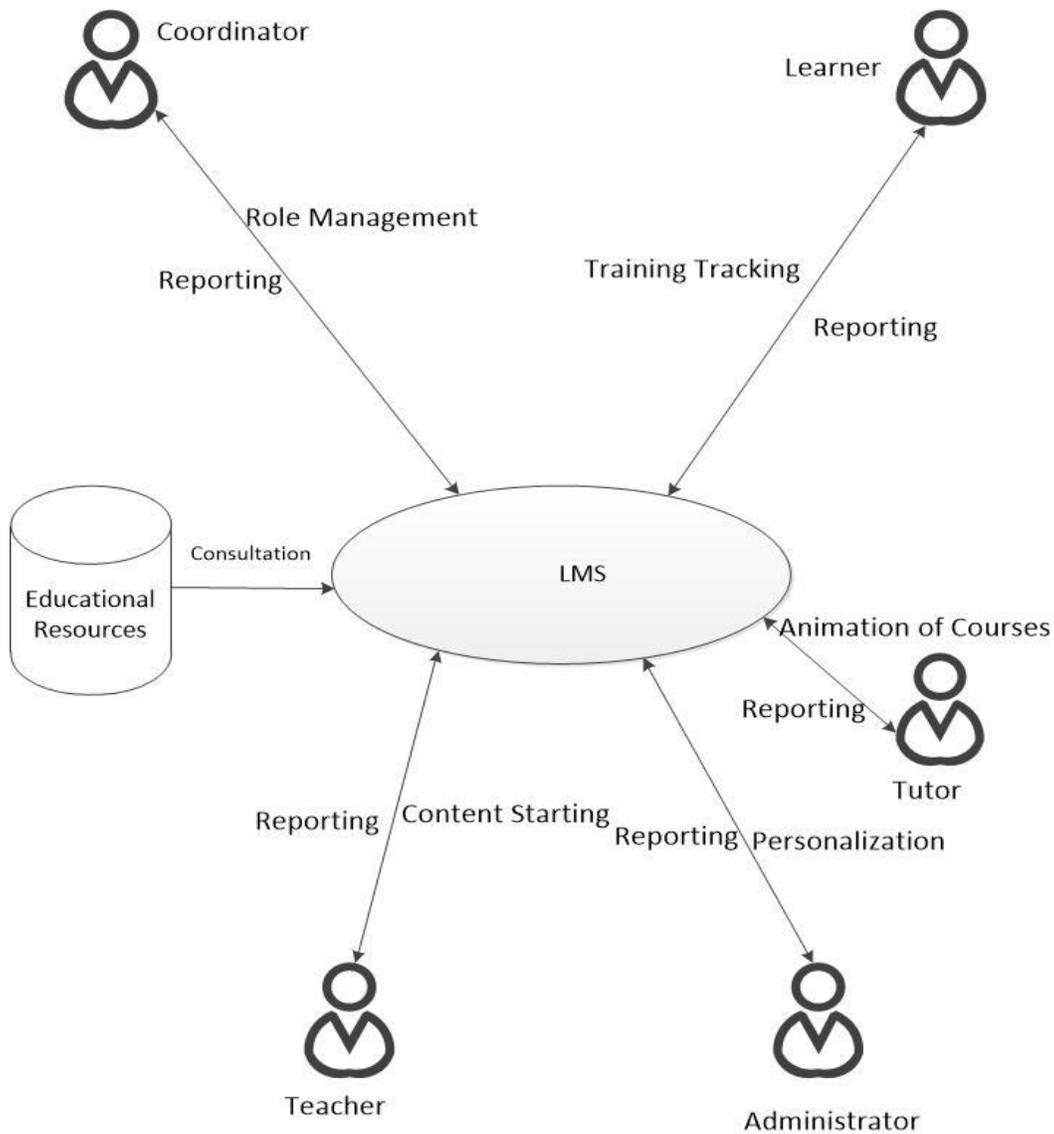 Coordinator
Learner
Role Management
Reporting
Training Tracking
Reporting
Consultation
Educational
Resources
LMS
Animation of Courses
Reporting
Tutor
Reporting
Content Starting
Reporting
Personalization
Teacher
Administrator